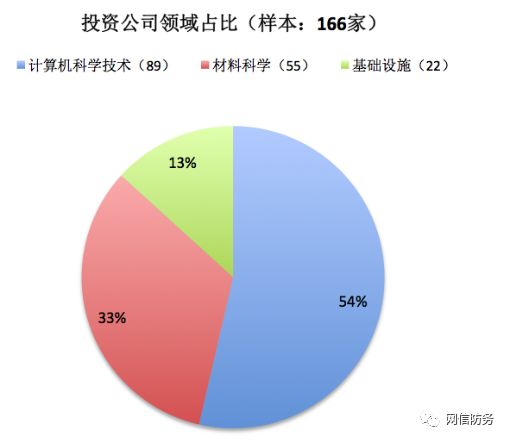 投资公司领域占比（样本：166家）
计算机科学技术（89） 材料科学（55） 基础设施（22）
13%
54%
33%
网信防务